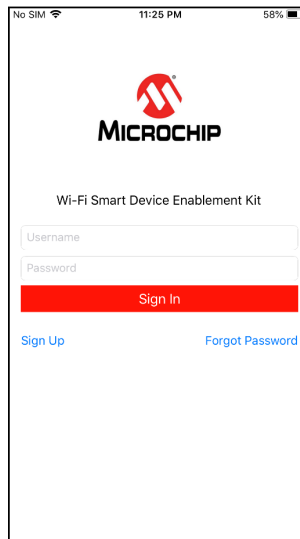 No SIM 11:25 PM 58%
MICROCHIP
Wi-Fi Smart Device Enablement Kit
Username
Password
Sign In
Sign Up Forgot Password